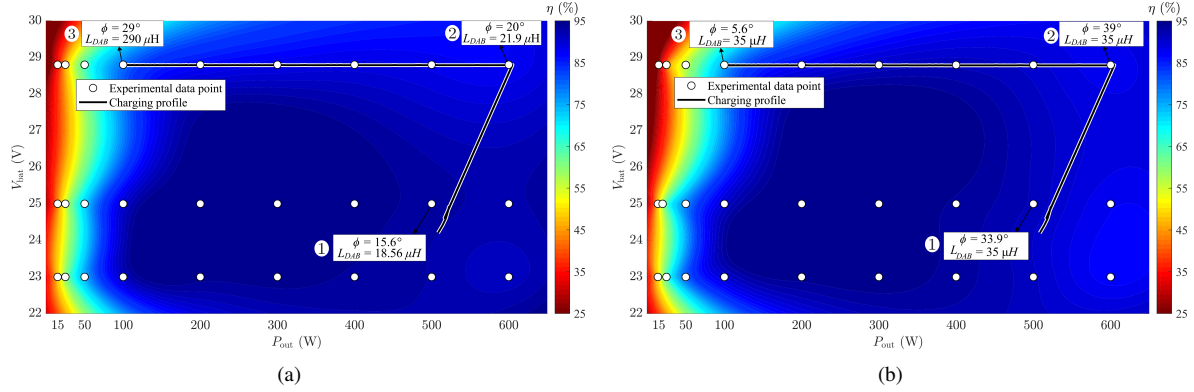 η (%)
95
85
75
65
55
45
35
25
30
29
28
27
26
25
24
23
22
V_bat (V)
15
50
100
200
300
400
500
600
P_out (W)
③
ϕ = 29°
L_DAB = 290 μH
②
ϕ = 20°
L_DAB = 21.9 μH
Experimental data point
Charging profile
①
ϕ = 15.6°
L_DAB = 18.56 μH
(a)
η (%)
95
85
75
65
55
45
35
25
30
29
28
27
26
25
24
23
22
V_bat (V)
15
50
100
200
300
400
500
600
P_out (W)
③
ϕ = 5.6°
L_DAB = 35 μH
②
ϕ = 39°
L_DAB = 35 μH
Experimental data point
Charging profile
①
ϕ = 33.9°
L_DAB = 35 μH
(b)